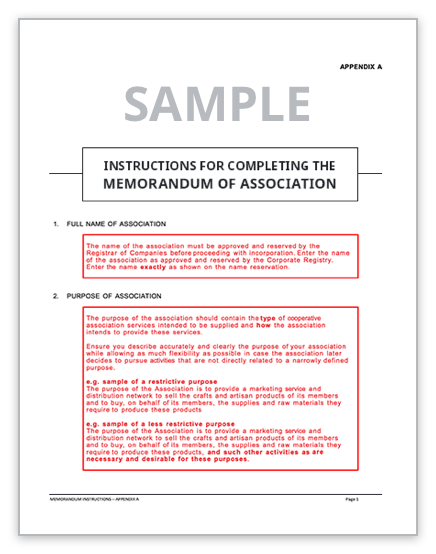 APPENDIX A
SAMPLE
INSTRUCTIONS FOR COMPLETING THE
MEMORANDUM OF ASSOCIATION
1. FULL NAME OF ASSOCIATION
The name of the association must be approved and reserved by the
Registrar of Companies before proceeding with incorporation. Enter the name
of the association as approved and reserved by the Corporate Registry.
Enter the name exactly as shown on the name reservation.
2. PURPOSE OF ASSOCIATION
The purpose of the association should contain the type of cooperative
association services intended to be supplied and how the association
intends to provide these services.
Ensure you describe accurately and clearly the purpose of your association
while allowing as much flexibility as possible in case the association later
decides to pursue activities that are not directly related to a narrowly defined
purpose.
e.g. sample of a restrictive purpose
The purpose of the Association is to provide a marketing service and
distribution network to sell the crafts and artisan products of its members
and to buy, on behalf of its members, the supplies and raw materials they
require to produce these products
e.g. sample of a less restrictive purpose
The purpose of the Association is to provide a marketing service and
distribution network to sell the crafts and artisan products of its members
and to buy, on behalf of its members, the supplies and raw materials they
require to produce these products, and such other activities as are
necessary and desirable for these purposes.
MEMORANDUM INSTRUCTIONS – APPENDIX A Page 1